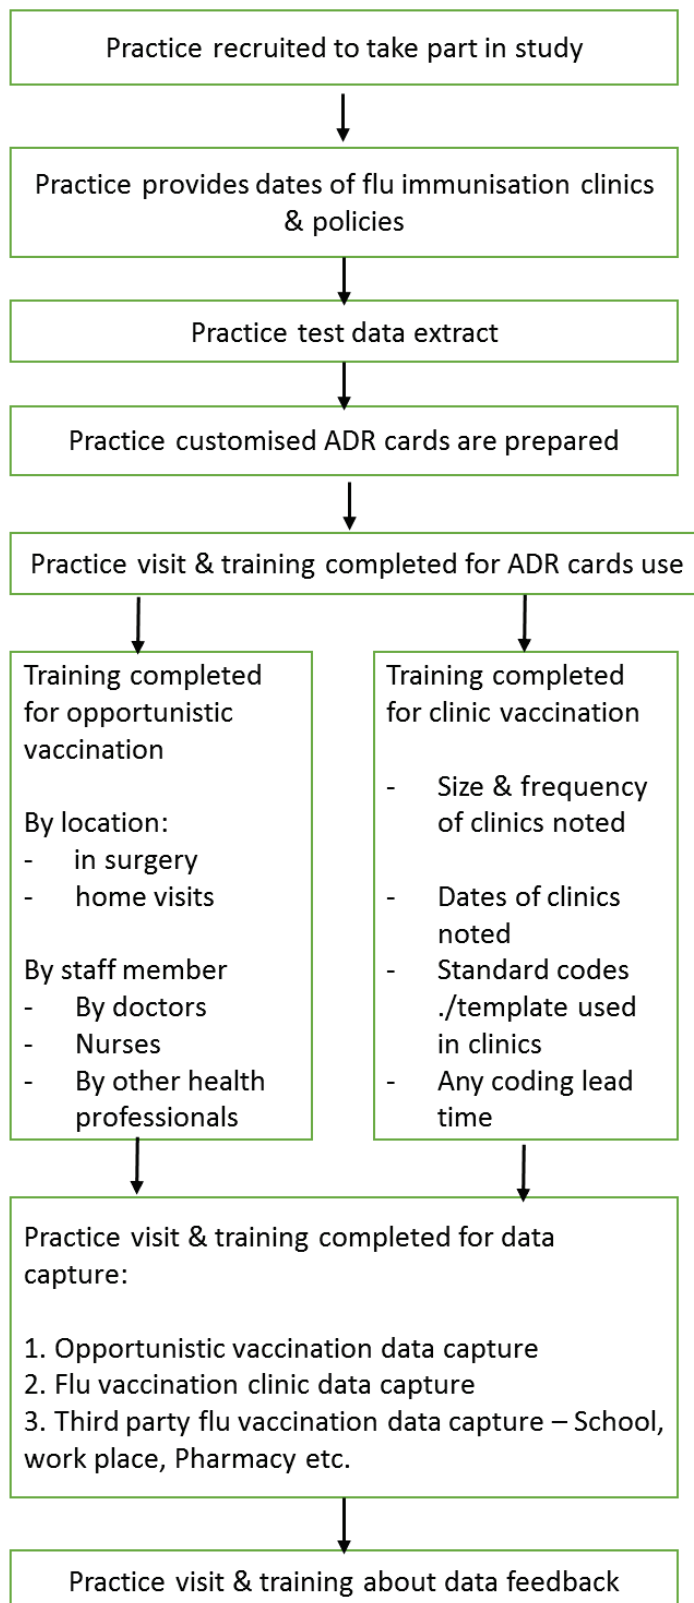 Practice recruited to take part in study
Practice provides dates of flu immunisation clinics
& policies
Practice test data extract
Practice customised ADR cards are prepared
Practice visit & training completed for ADR cards use
Training completed
for opportunistic
vaccination
By location:
- in surgery
- home visits
By staff member
- By doctors
- Nurses
- By other health
professionals
Training completed
for clinic vaccination
- Size & frequency
of clinics noted
- Dates of clinics
noted
- Standard codes
./template used
in clinics
- Any coding lead
time
Practice visit & training completed for data
capture:
1. Opportunistic vaccination data capture
2. Flu vaccination clinic data capture
3. Third party flu vaccination data capture – School,
work place, Pharmacy etc.
Practice visit & training about data feedback